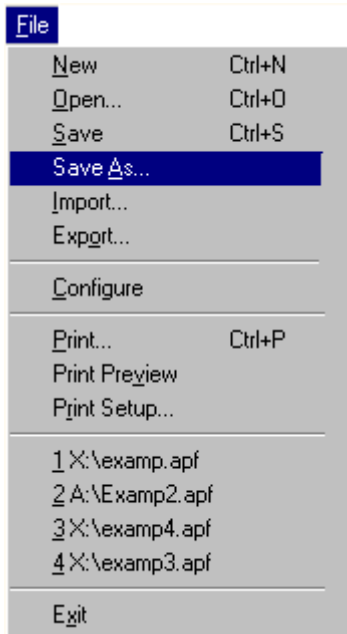 File
New Ctrl+N
Open... Ctrl+O
Save Ctrl+S
Save As...
Import...
Export...
Configure
Print... Ctrl+P
Print Preview
Print Setup...
1 X:\examp.apf
2 A:\Examp2.apf
3 X:\examp4.apf
4 X:\examp3.apf
Exit